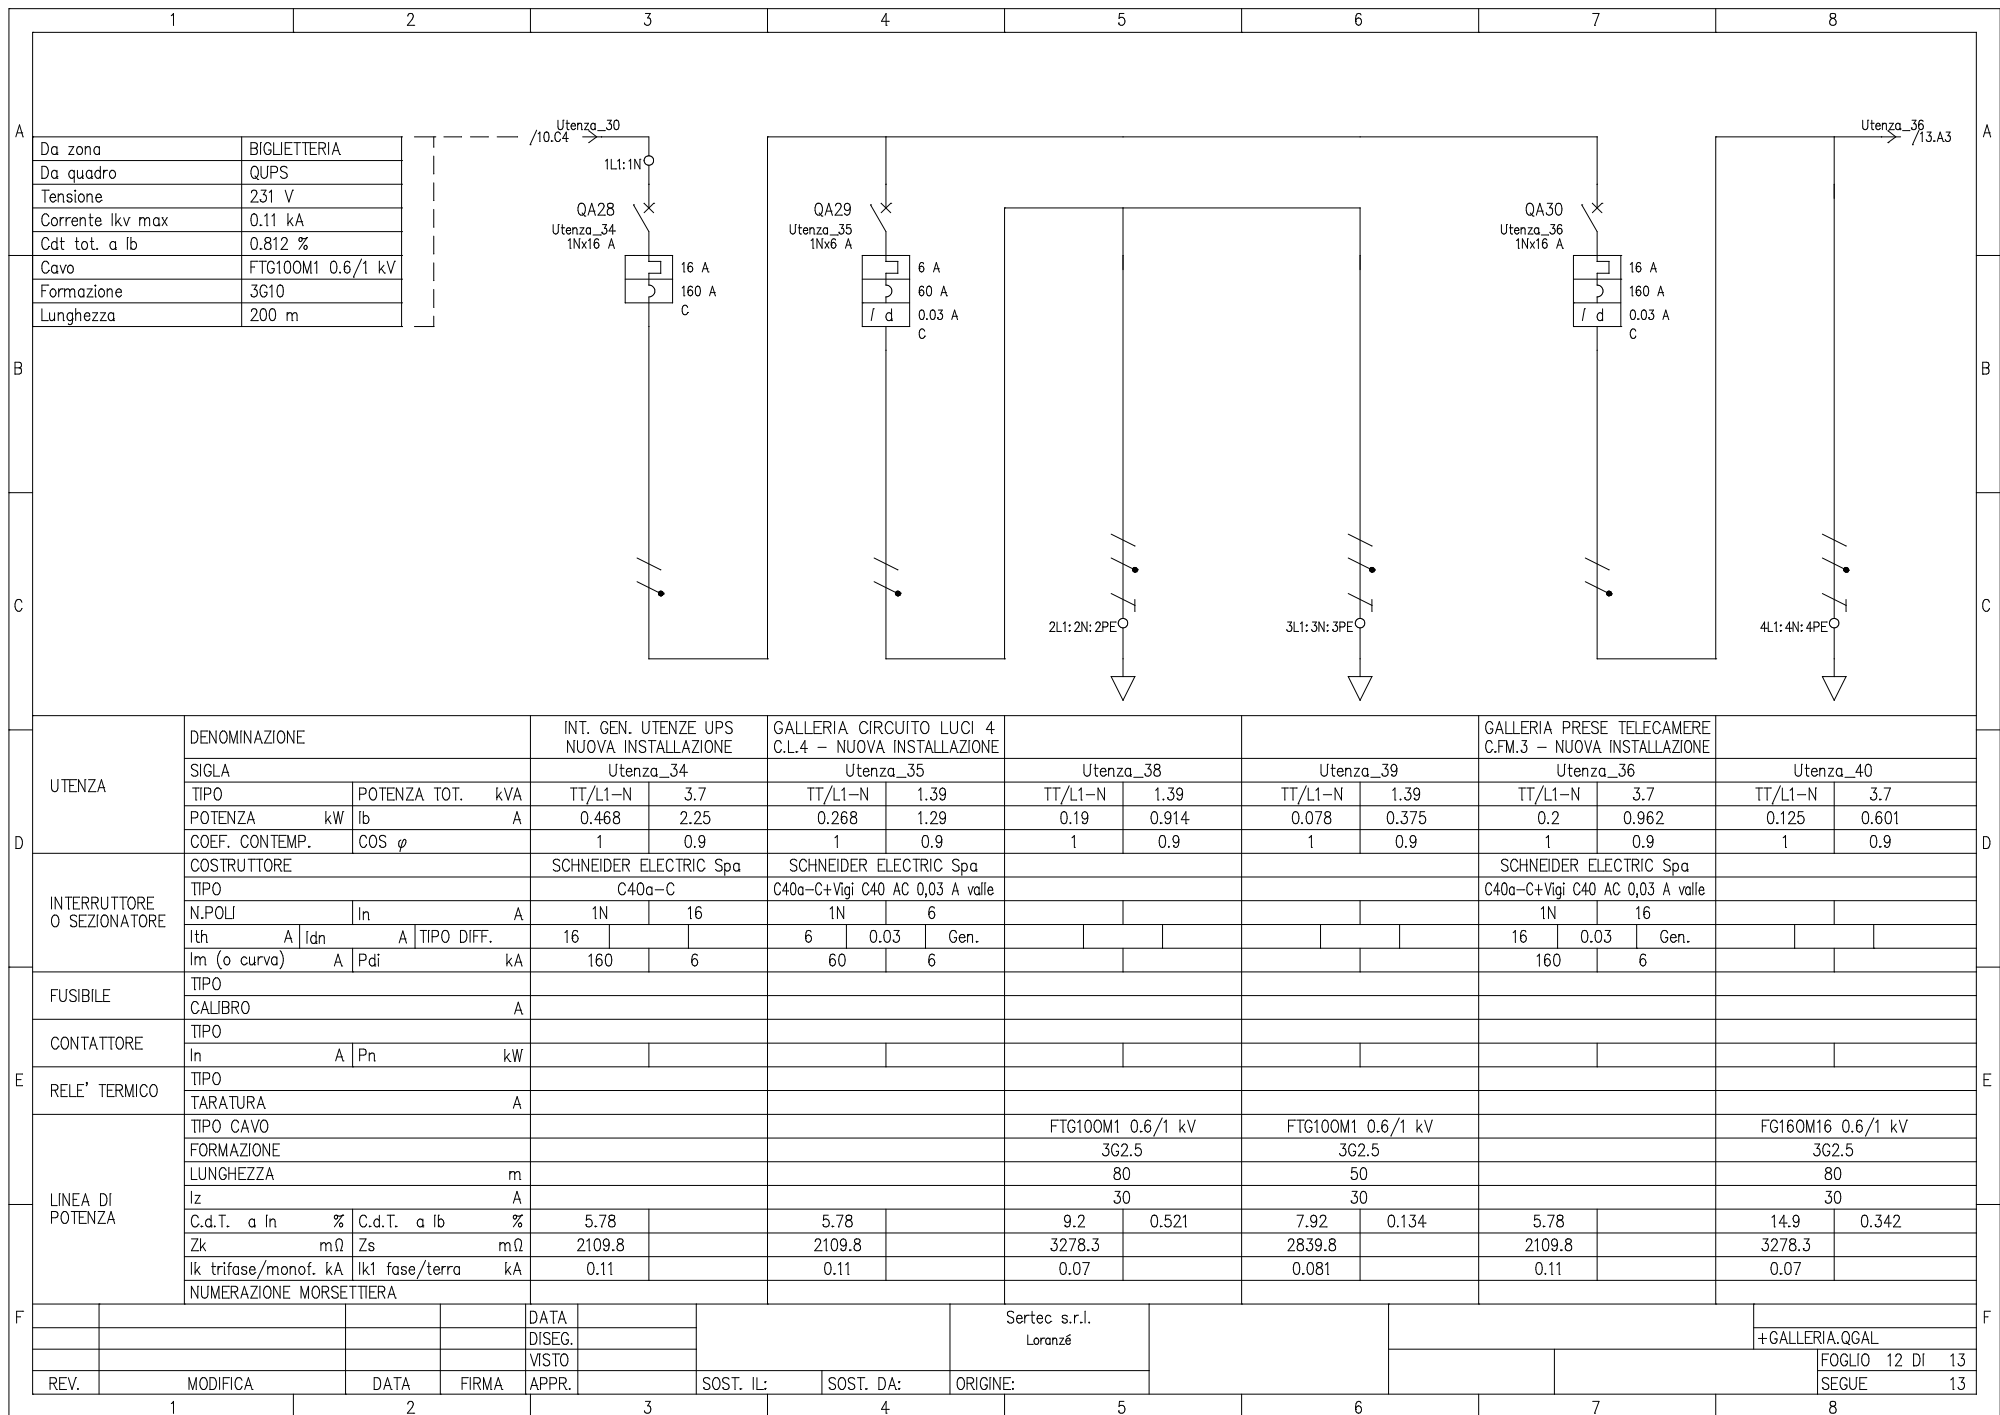 1 2 3 4 5 6 7 8
A A
Utenza_30
/10.C4
Utenza_36
/13.A3
Da zona BIGLIETTERIA
Da quadro QUPS
Tensione 231 V
Corrente Ikv max 0.11 kA
Cdt tot. a Ib 0.812 %
Cavo FTG10OM1 0.6/1 kV
Formazione 3G10
Lunghezza 200 m
1L1:1N
QA28
Utenza_34
1Nx16 A
16 A
160 A
C
QA29
Utenza_35
1Nx6 A
6 A
60 A
I d 0.03 A
C
QA30
Utenza_36
1Nx16 A
16 A
160 A
I d 0.03 A
C
B B
C C
2L1:2N:2PE
3L1:3N:3PE
4L1:4N:4PE
UTENZA
DENOMINAZIONE
INT. GEN. UTENZE UPS
NUOVA INSTALLAZIONE
GALLERIA CIRCUITO LUCI 4
C.L.4 - NUOVA INSTALLAZIONE
GALLERIA PRESE TELECAMERE
C.FM.3 - NUOVA INSTALLAZIONE
SIGLA Utenza_34 Utenza_35 Utenza_38 Utenza_39 Utenza_36 Utenza_40
TIPO POTENZA TOT. kVA TT/L1-N 3.7 TT/L1-N 1.39 TT/L1-N 1.39 TT/L1-N 1.39 TT/L1-N 3.7 TT/L1-N 3.7
POTENZA kW Ib A 0.468 2.25 0.268 1.29 0.19 0.914 0.078 0.375 0.2 0.962 0.125 0.601
D D
COEF. CONTEMP. COS φ 1 0.9 1 0.9 1 0.9 1 0.9 1 0.9 1 0.9
INTERRUTTORE
O SEZIONATORE
COSTRUTTORE SCHNEIDER ELECTRIC Spa SCHNEIDER ELECTRIC Spa SCHNEIDER ELECTRIC Spa
TIPO C40a-C C40a-C+Vigi C40 AC 0,03 A valle C40a-C+Vigi C40 AC 0,03 A valle
N.POLI In A 1N 16 1N 6 1N 16
Ith A Idn A TIPO DIFF. 16 6 0.03 Gen. 16 0.03 Gen.
Im (o curva) A Pdi kA 160 6 60 6 160 6
FUSIBILE
TIPO
CALIBRO A
CONTATTORE
TIPO
In A Pn kW
E E
RELE' TERMICO
TIPO
TARATURA A
LINEA DI
POTENZA
TIPO CAVO FTG10OM1 0.6/1 kV FTG10OM1 0.6/1 kV FG16OM16 0.6/1 kV
FORMAZIONE 3G2.5 3G2.5 3G2.5
LUNGHEZZA m 80 50 80
Iz A 30 30 30
C.d.T. a In % C.d.T. a Ib % 5.78 5.78 9.2 0.521 7.92 0.134 5.78 14.9 0.342
Zk mΩ Zs mΩ 2109.8 2109.8 3278.3 2839.8 2109.8 3278.3
Ik trifase/monof. kA Ik1 fase/terra kA 0.11 0.11 0.07 0.081 0.11 0.07
NUMERAZIONE MORSETTIERA
F F
DATA
DISEG.
VISTO
Sertec s.r.l.
Loranzé
+GALLERIA.QGAL
FOGLIO 12 DI 13
REV. MODIFICA DATA FIRMA APPR. SOST. IL: SOST. DA: ORIGINE: SEGUE 13
1 2 3 4 5 6 7 8